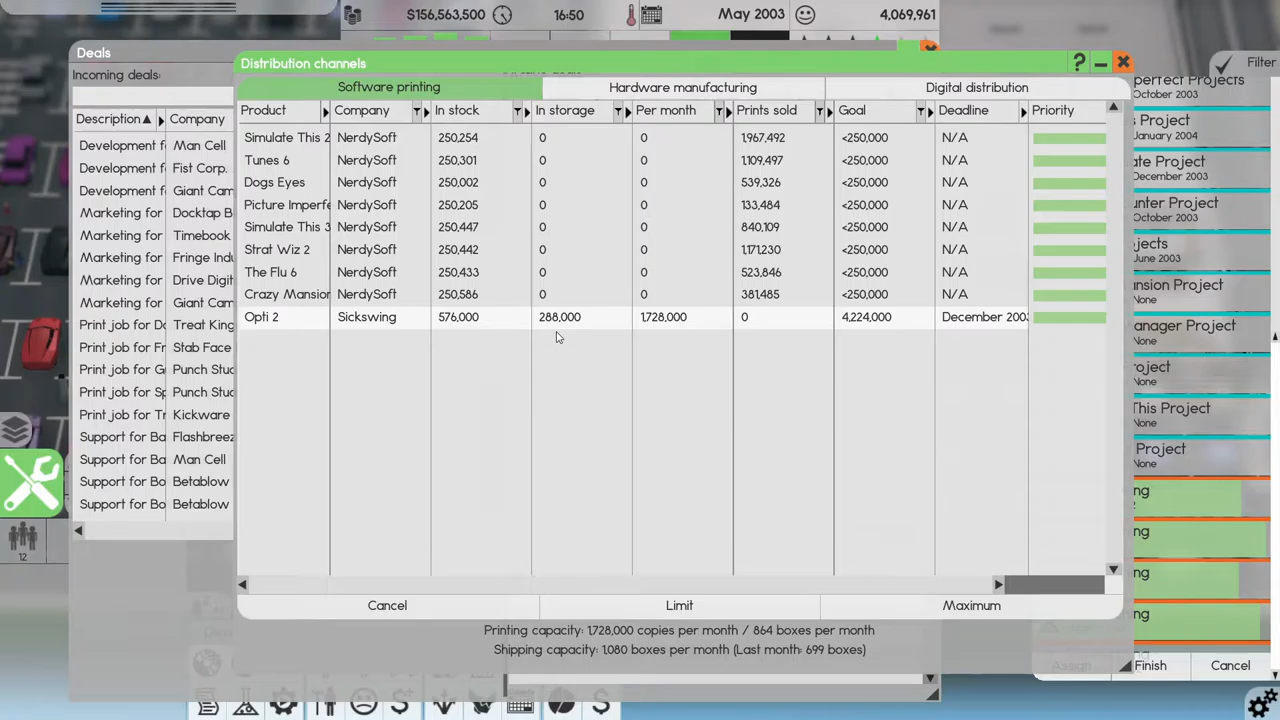 $156,563,500 16:50 May 2003 4,069,961
Deals
Incoming deals:
Description Company
Development f Man Cell
Development f Fist Corp.
Development f Giant Cam
Marketing for Docktap B
Marketing for Timebook
Marketing for Fringe Indu
Marketing for Drive Digit
Marketing for Giant Cam
Print job for Do Treat King
Print job for Fr Stab Face
Print job for G Punch Stud
Print job for Sp Punch Stud
Print job for Tr Kickware
Support for Ba Flashbreez
Support for Ba Man Cell
Support for Bo Betablow
Support for Bo Betablow
12
Distribution channels ?
Software printing Hardware manufacturing Digital distribution
Product Company In stock In storage Per month Prints sold Goal Deadline Priority
Simulate This 2 NerdySoft 250,254 0 0 1,967,492 <250,000 N/A
Tunes 6 NerdySoft 250,301 0 0 1,109,497 <250,000 N/A
Dogs Eyes NerdySoft 250,002 0 0 539,326 <250,000 N/A
Picture Imperfe NerdySoft 250,205 0 0 133,484 <250,000 N/A
Simulate This 3 NerdySoft 250,447 0 0 840,109 <250,000 N/A
Strat Wiz 2 NerdySoft 250,442 0 0 1,171,230 <250,000 N/A
The Flu 6 NerdySoft 250,433 0 0 523,846 <250,000 N/A
Crazy Mansion NerdySoft 250,586 0 0 381,485 <250,000 N/A
Opti 2 Sickswing 576,000 288,000 1,728,000 0 4,224,000 December 2003
Cancel Limit Maximum
Printing capacity: 1,728,000 copies per month / 864 boxes per month
Shipping capacity: 1,080 boxes per month (Last month: 699 boxes)
Filter
perfect Projects
October 2003
s Project
January 2004
ate Project
December 2003
unter Project
October 2003
ojects
June 2003
ansion Project
None
anager Project
None
roject
None
This Project
None
Project
None
ng
ng
ng
ng
Assign Finish Cancel